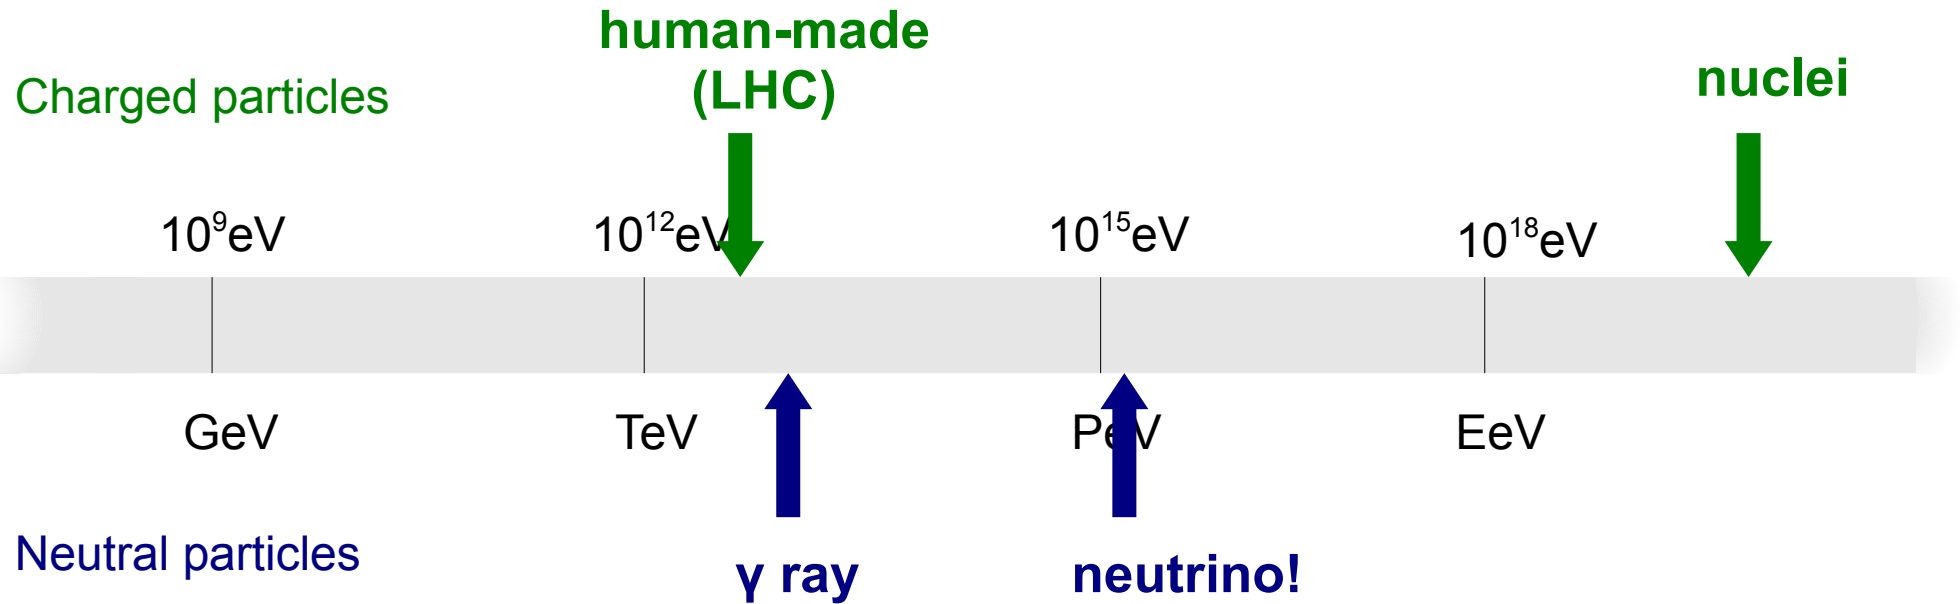 human-made
(LHC)
nuclei
Charged particles
10⁹eV
10¹²eV
10¹⁵eV
10¹⁸eV
GeV
TeV
PeV
EeV
Neutral particles
γ ray
neutrino!